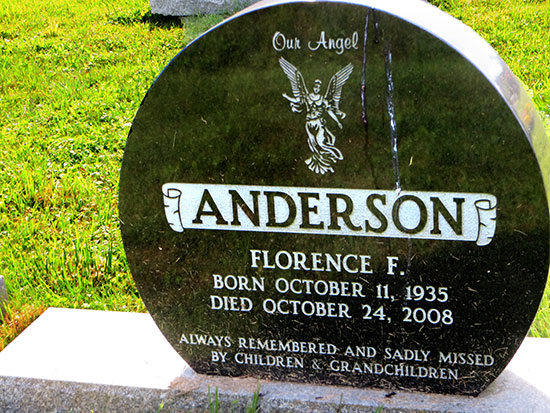 Our Angel
ANDERSON
FLORENCE F.
BORN OCTOBER 11, 1935
DIED OCTOBER 24, 2008
ALWAYS REMEMBERED AND SADLY MISSED
BY CHILDREN & GRANDCHILDREN